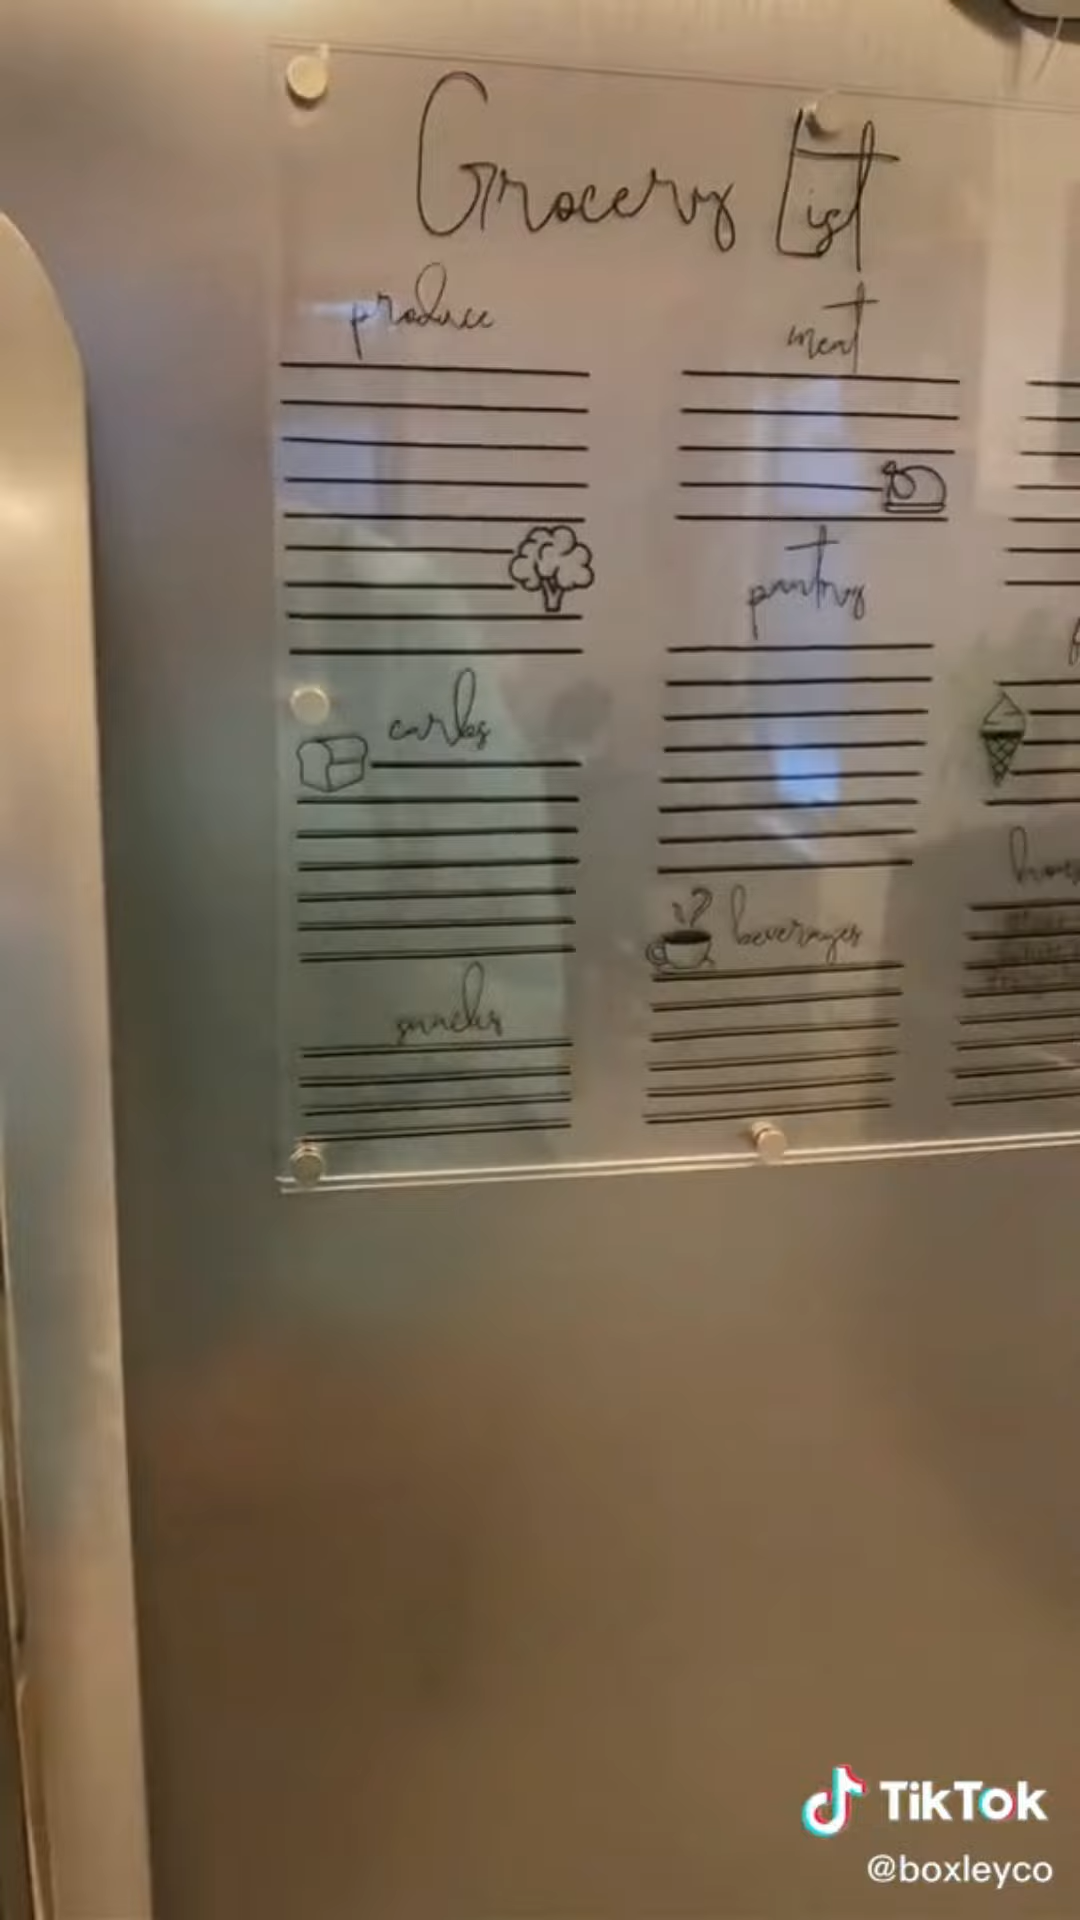 Grocery List
produce
meat
pantry
carbs
beverages
snacks
TikTok
@boxleyco